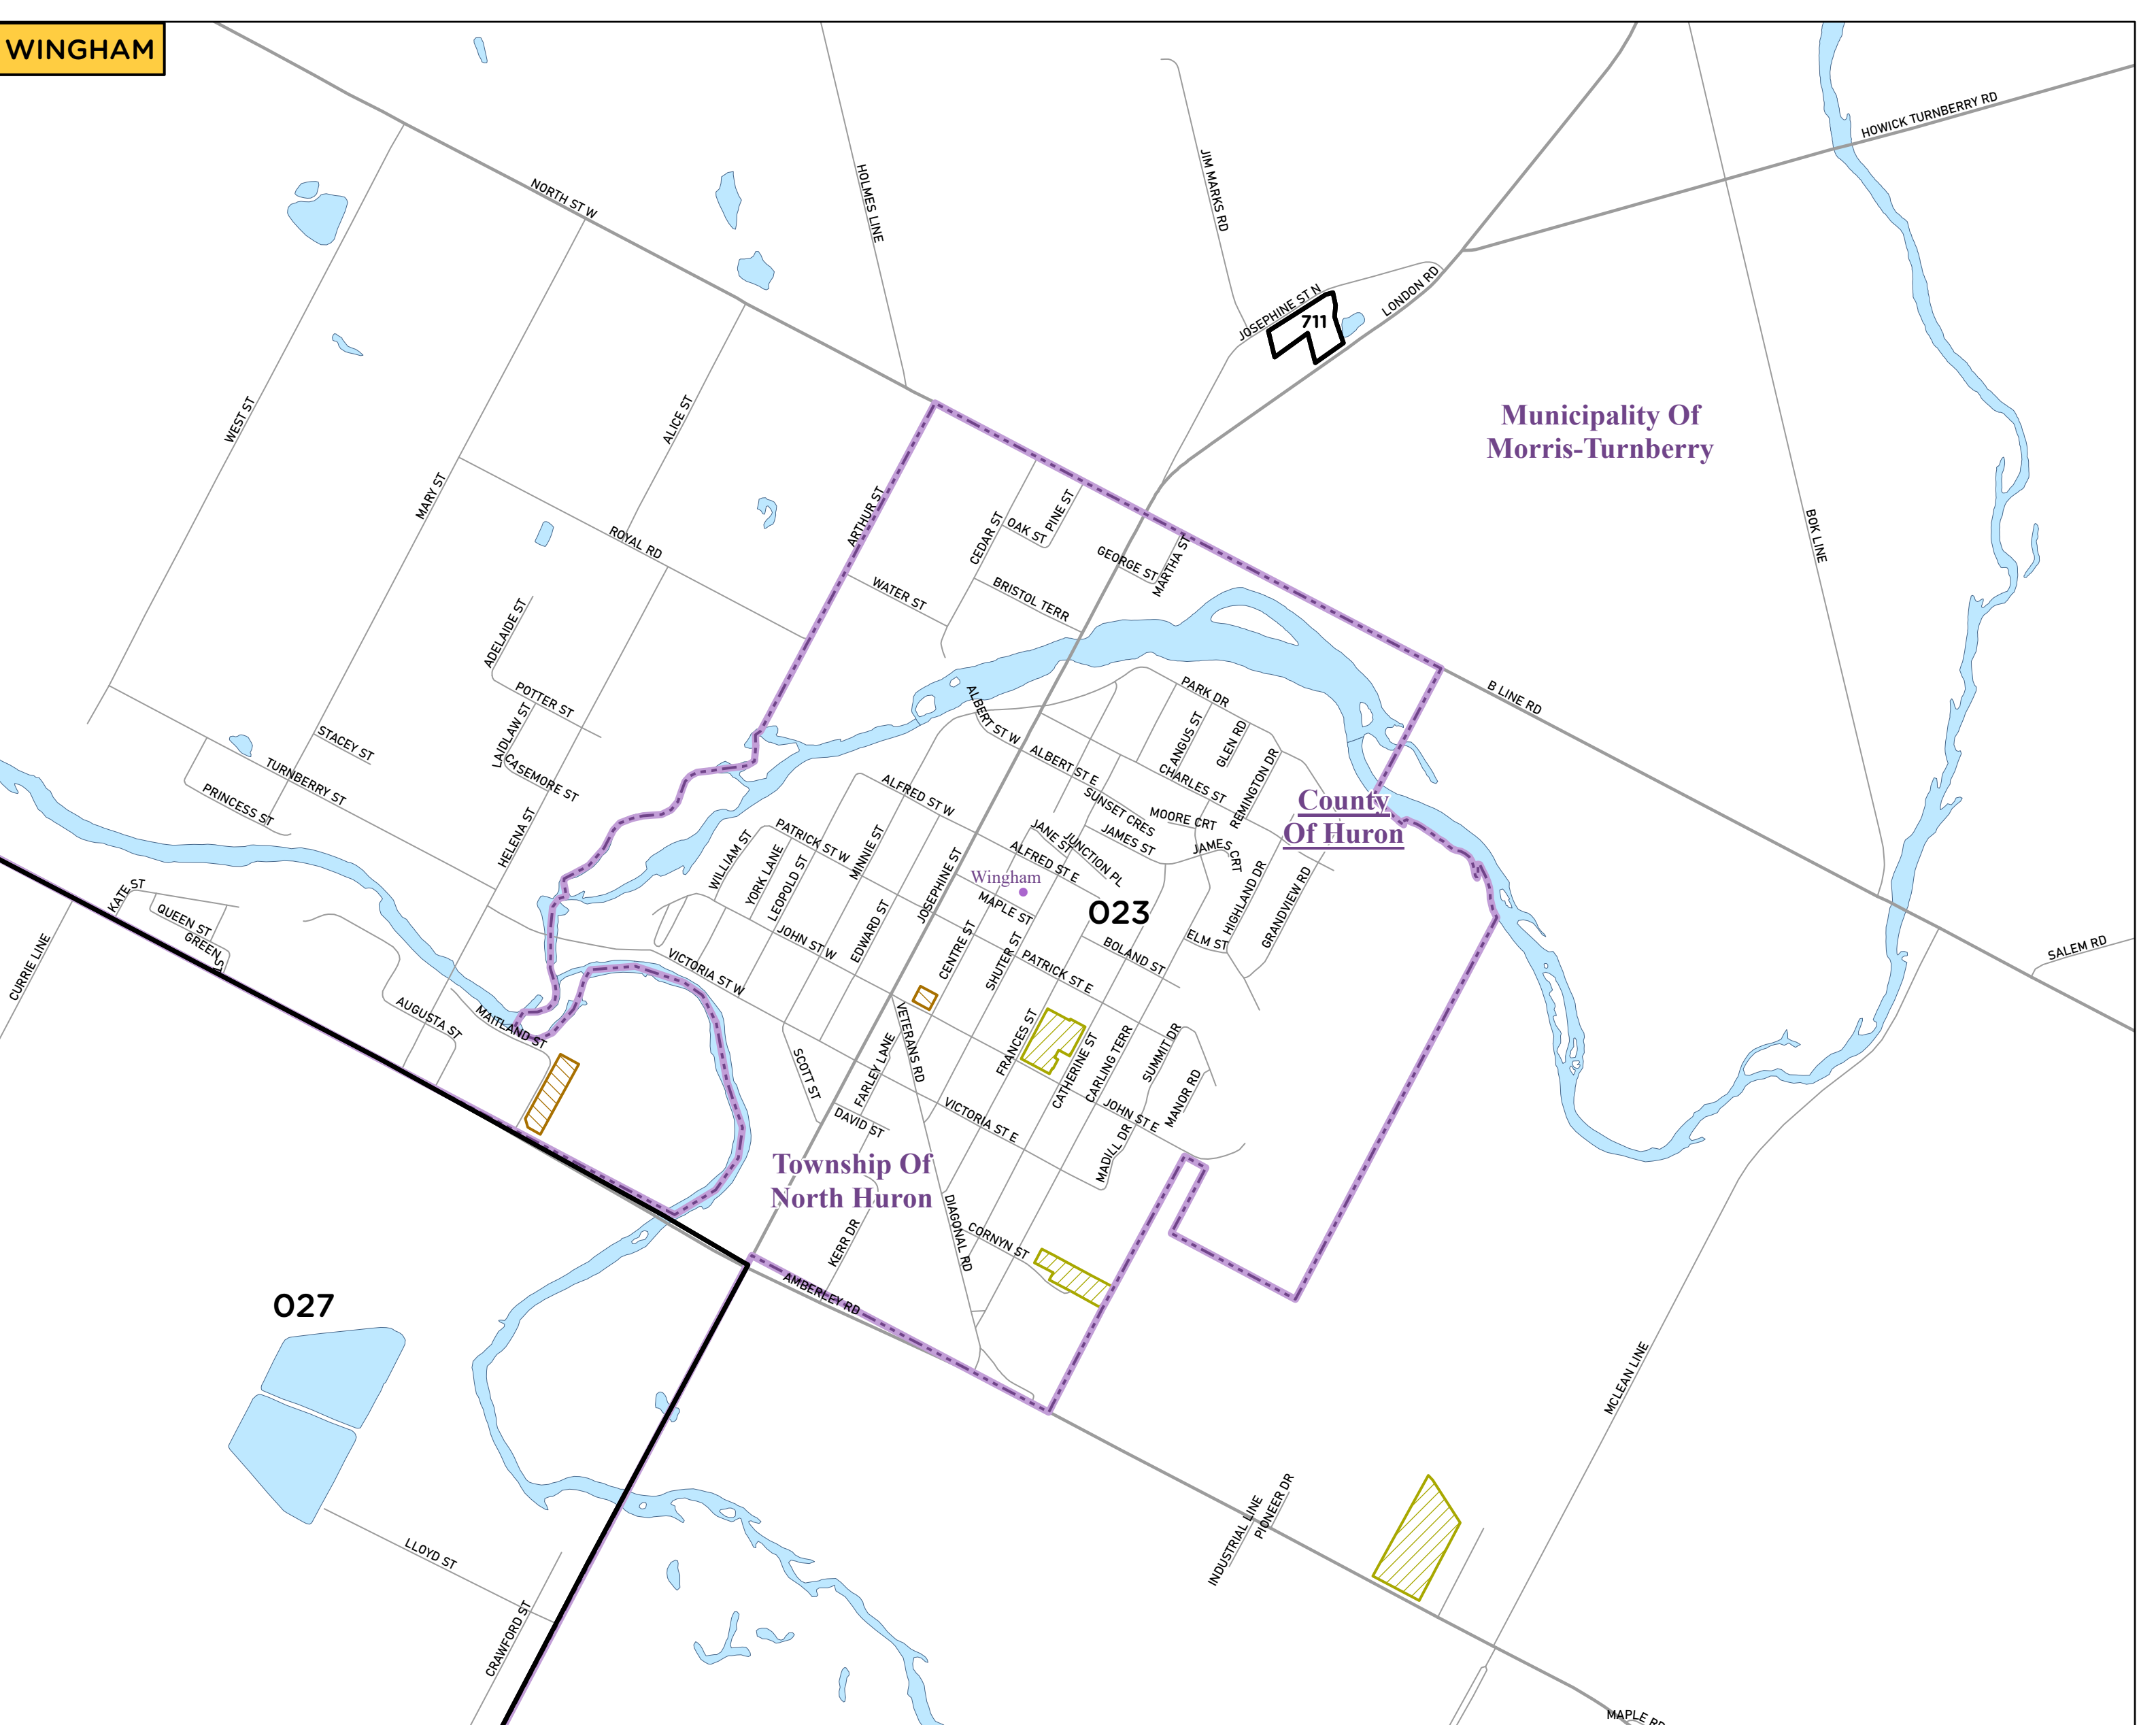 WINGHAM
HOWICK TURNBERRY RD
NORTH ST W
HOLMES LINE
JIM MARKS RD
JOSEPHINE ST N
LONDON RD
711
Municipality Of
Morris-Turnberry
WEST ST
ALICE ST
MARY ST
ARTHUR ST
ROYAL RD
CEDAR ST
OAK ST
PINE ST
GEORGE ST
MARTHA ST
BOK LINE
WATER ST
BRISTOL TERR
ADELAIDE ST
POTTER ST
LAIDLAW ST
CASEMORE ST
STACEY ST
TURNBERRY ST
PRINCESS ST
HELENA ST
B LINE RD
PARK DR
ALBERT ST W
ALBERT ST E
ANGUS ST
GLEN RD
REMINGTON DR
CHARLES ST
SUNSET CRES
MOORE CRT
County
Of Huron
ALFRED ST W
PATRICK ST W
WILLIAM ST
YORK LANE
LEOPOLD ST
MINNIE ST
JANE ST
JUNCTION PL
JAMES ST
JAMES CRT
ALFRED ST E
JOSEPHINE ST
Wingham
MAPLE ST
023
HIGHLAND DR
GRANDVIEW RD
KATE ST
QUEEN ST
GREEN ST
CURRIE LINE
AUGUSTA ST
MAITLAND ST
JOHN ST W
EDWARD ST
CENTRE ST
SHUTER ST
PATRICK ST E
BOLAND ST
ELM ST
SALEM RD
VICTORIA ST W
VETERANS RD
FRANCES ST
CATHERINE ST
CARLING TERR
SUMMIT DR
MANOR RD
SCOTT ST
FARLEY LANE
DAVID ST
VICTORIA ST E
JOHN ST E
MADILL DR
Township Of
North Huron
KERR DR
DIAGONAL RD
CORNYN ST
AMBERLEY RD
027
MCLEAN LINE
INDUSTRIAL LINE
PIONEER DR
LLOYD ST
CRAWFORD ST
MAPLE RD